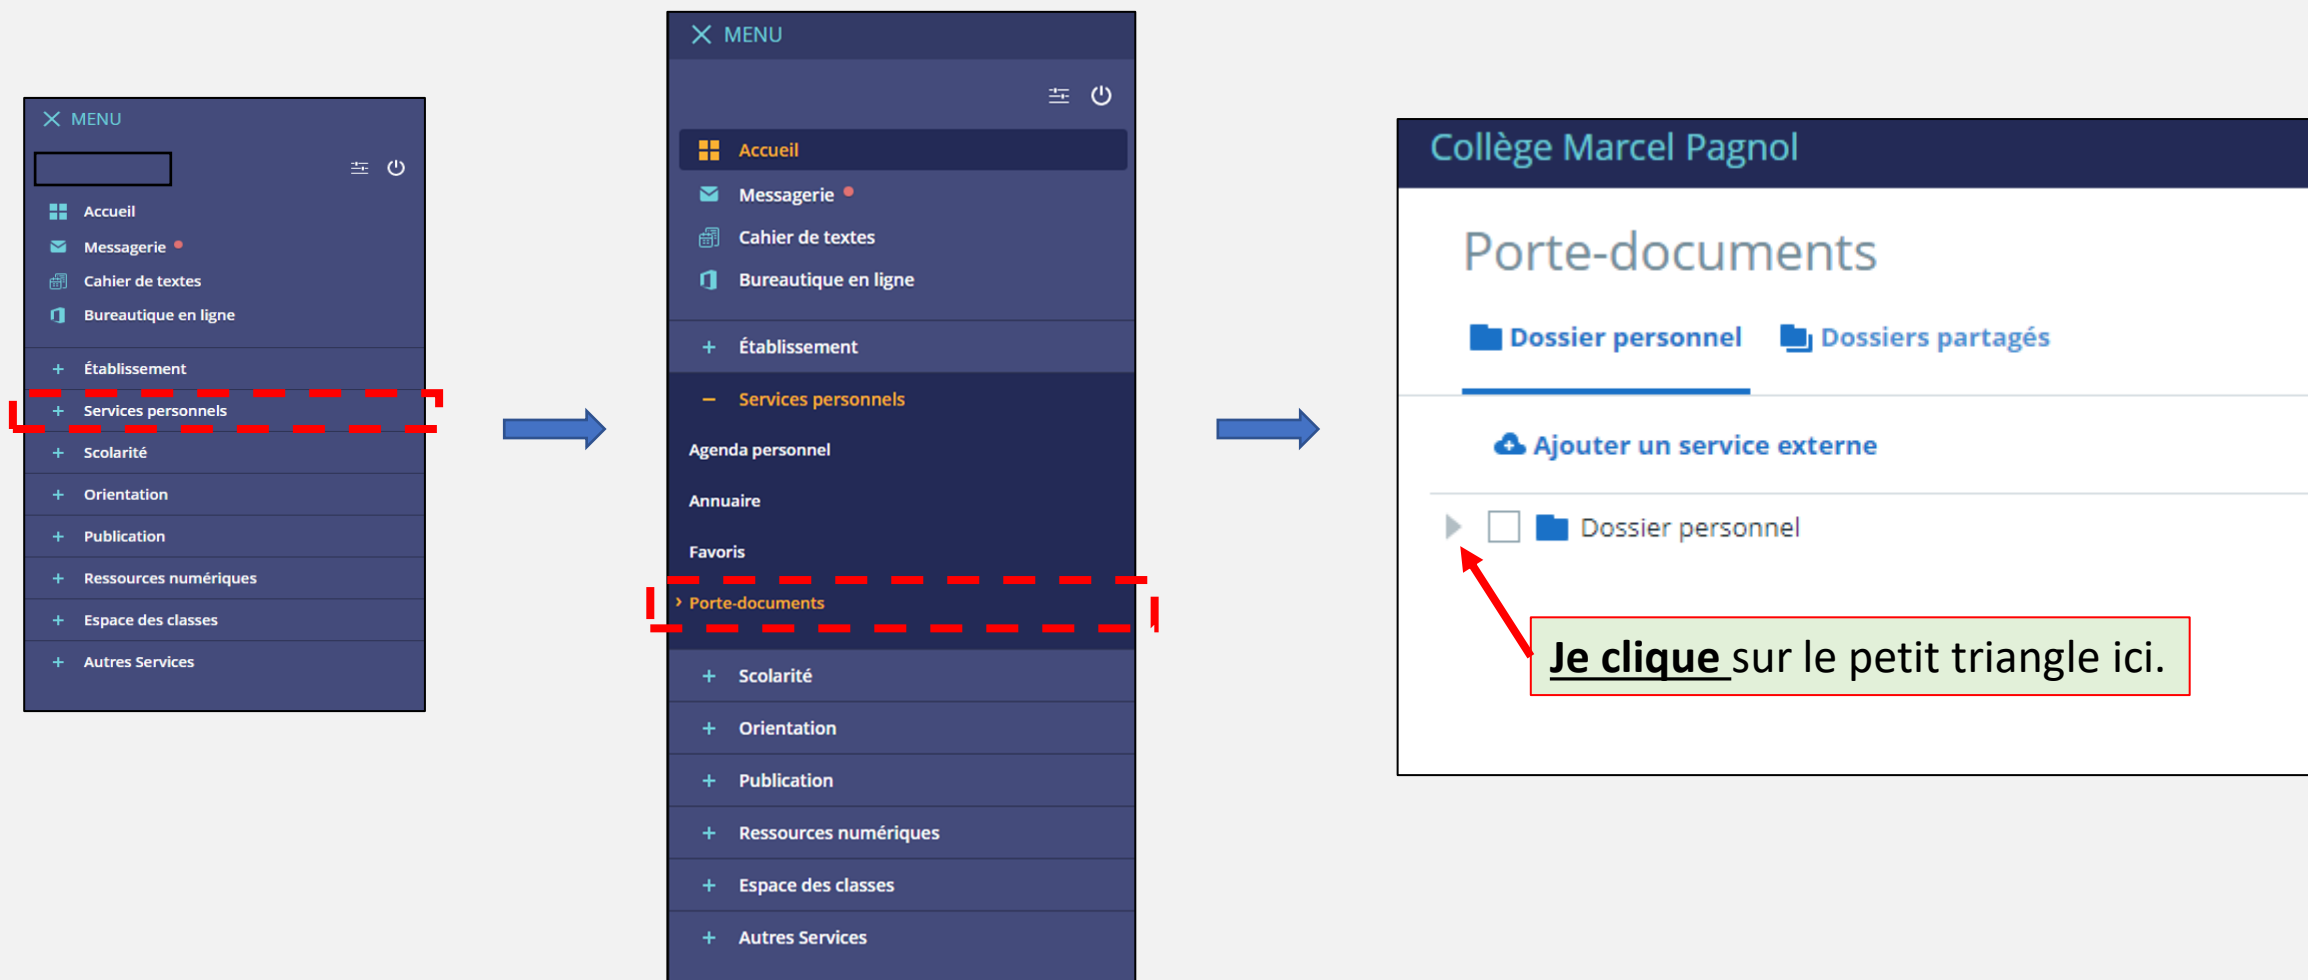 MENU
Accueil
Messagerie
Cahier de textes
Bureautique en ligne
+ Établissement
+ Services personnels
+ Scolarité
+ Orientation
+ Publication
+ Ressources numériques
+ Espace des classes
+ Autres Services
MENU
Accueil
Messagerie
Cahier de textes
Bureautique en ligne
+ Établissement
− Services personnels
Agenda personnel
Annuaire
Favoris
› Porte-documents
+ Scolarité
+ Orientation
+ Publication
+ Ressources numériques
+ Espace des classes
+ Autres Services
Collège Marcel Pagnol
Porte-documents
Dossier personnel Dossiers partagés
Ajouter un service externe
Dossier personnel
Je clique sur le petit triangle ici.